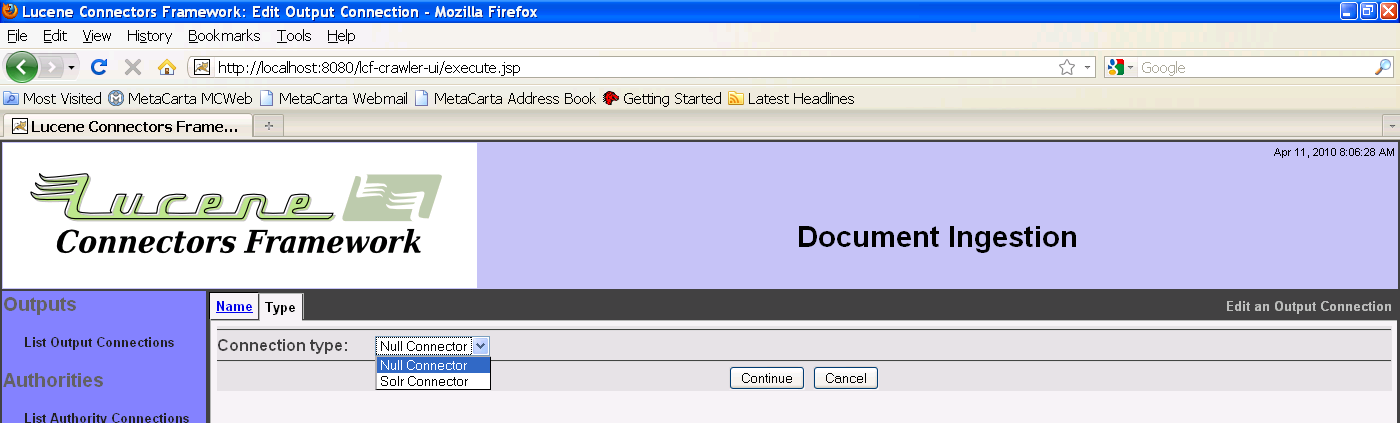 Lucene Connectors Framework: Edit Output Connection - Mozilla Firefox
File Edit View History Bookmarks Tools Help
http://localhost:8080/lcf-crawler-ui/execute.jsp Google
Most Visited MetaCarta MCWeb MetaCarta Webmail MetaCarta Address Book Getting Started Latest Headlines
Lucene Connectors Frame...
Apr 11, 2010 8:06:28 AM
Lucene
Connectors Framework
Document Ingestion
Outputs
List Output Connections
Authorities
List Authority Connections
Name Type Edit an Output Connection
Connection type: Null Connector
Null Connector
Solr Connector
Continue Cancel